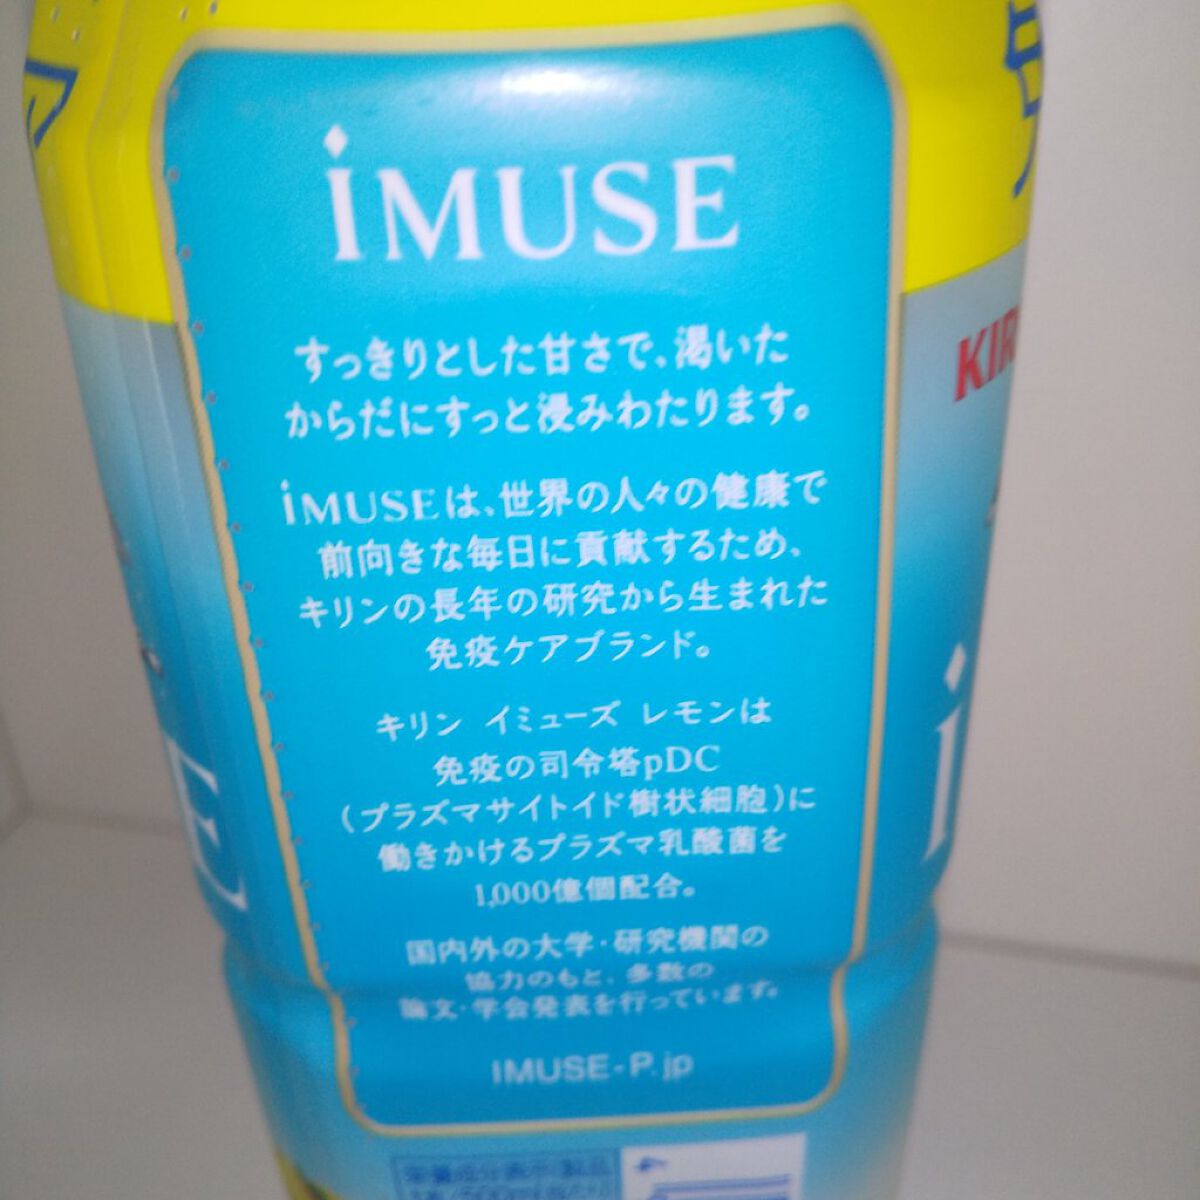 iMUSE
すっきりとした甘さで、渇いた
からだにすっと浸みわたります。
iMUSEは、世界の人々の健康で
前向きな毎日に貢献するため、
キリンの長年の研究から生まれた
免疫ケアブランド。
キリン イミューズ レモンは
免疫の司令塔pDC
(プラズマサイトイド樹状細胞)に
働きかけるプラズマ乳酸菌を
1,000億個配合。
国内外の大学・研究機関の
協力のもと、多数の
論文・学会発表を行っています。
IMUSE-P.jp
KIR
i
E